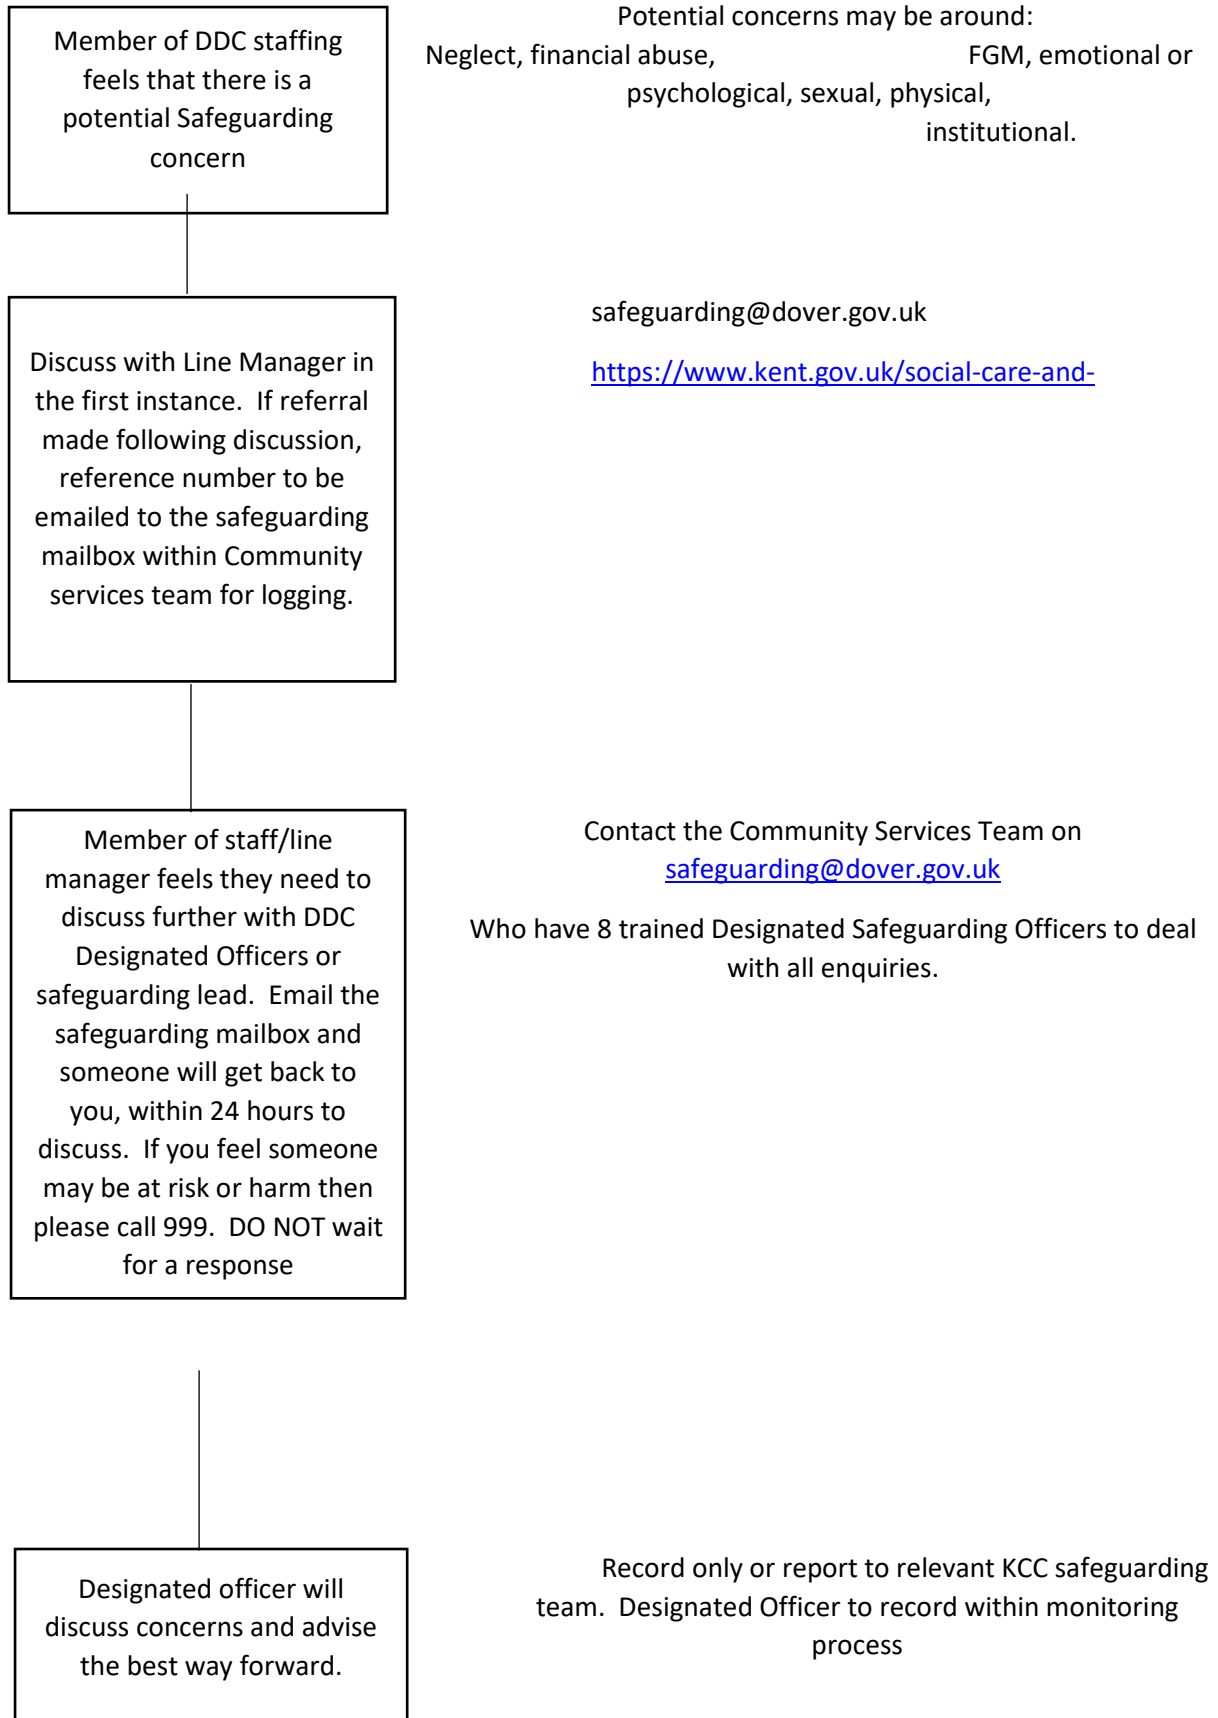 Member of DDC staffing
feels that there is a
potential Safeguarding
concern
Potential concerns may be around:
Neglect, financial abuse, FGM, emotional or
psychological, sexual, physical,
institutional.
Discuss with Line Manager in
the first instance. If referral
made following discussion,
reference number to be
emailed to the safeguarding
mailbox within Community
services team for logging.
safeguarding@dover.gov.uk
https://www.kent.gov.uk/social-care-and-
Member of staff/line
manager feels they need to
discuss further with DDC
Designated Officers or
safeguarding lead. Email the
safeguarding mailbox and
someone will get back to
you, within 24 hours to
discuss. If you feel someone
may be at risk or harm then
please call 999. DO NOT wait
for a response
Contact the Community Services Team on
safeguarding@dover.gov.uk
Who have 8 trained Designated Safeguarding Officers to deal
with all enquiries.
Designated officer will
discuss concerns and advise
the best way forward.
Record only or report to relevant KCC safeguarding
team. Designated Officer to record within monitoring
process